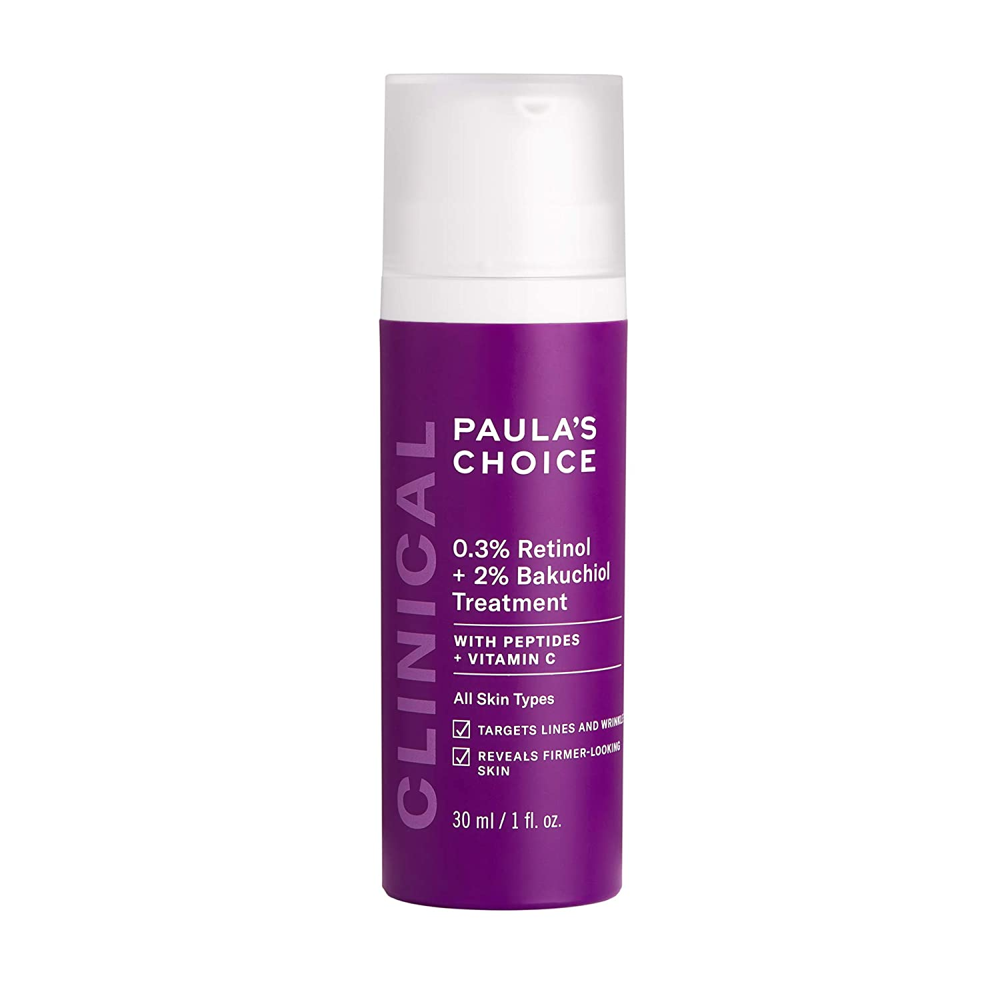 CLINICAL
PAULA'S
CHOICE
0.3% Retinol
+ 2% Bakuchiol
Treatment
WITH PEPTIDES
+ VITAMIN C
All Skin Types
TARGETS LINES AND WRINKLE
REVEALS FIRMER-LOOKING
SKIN
30 ml / 1 fl. oz.